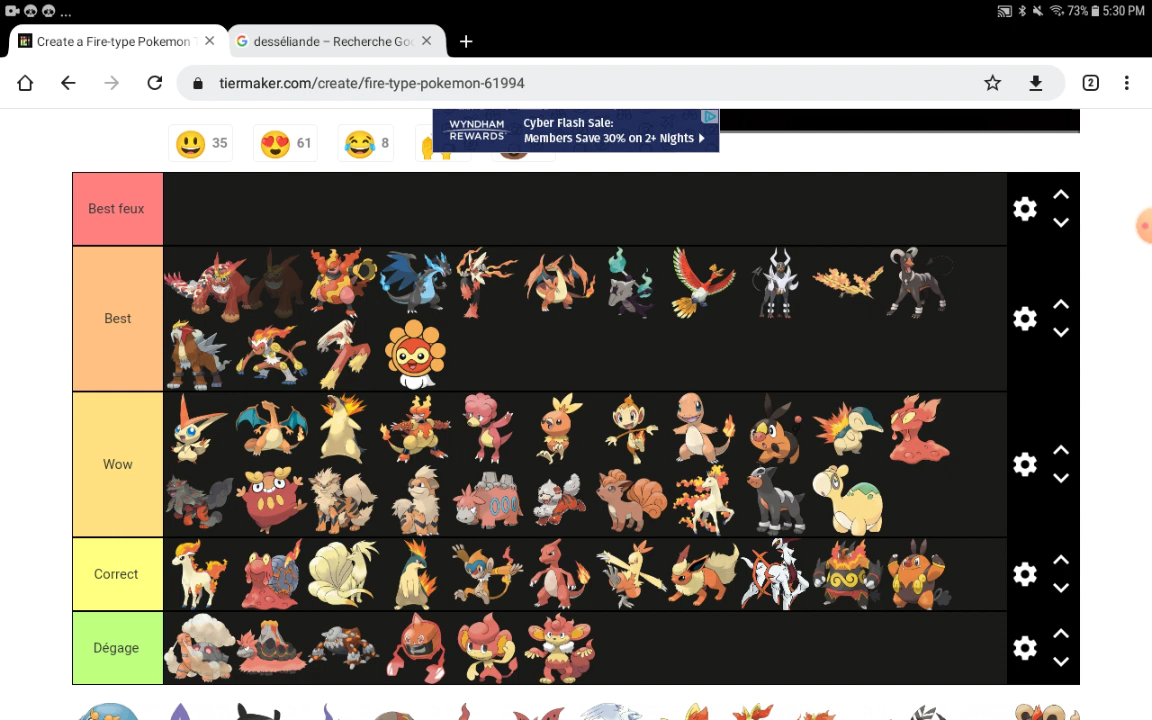 ...
73% 5:30 PM
Create a Fire-type Pokemon T
desséliande – Recherche Goo
tiermaker.com/create/fire-type-pokemon-61994
2
WYNDHAM
REWARDS
Cyber Flash Sale:
Members Save 30% on 2+ Nights
35
61
8
Best feux
Best
Wow
Correct
Dégage